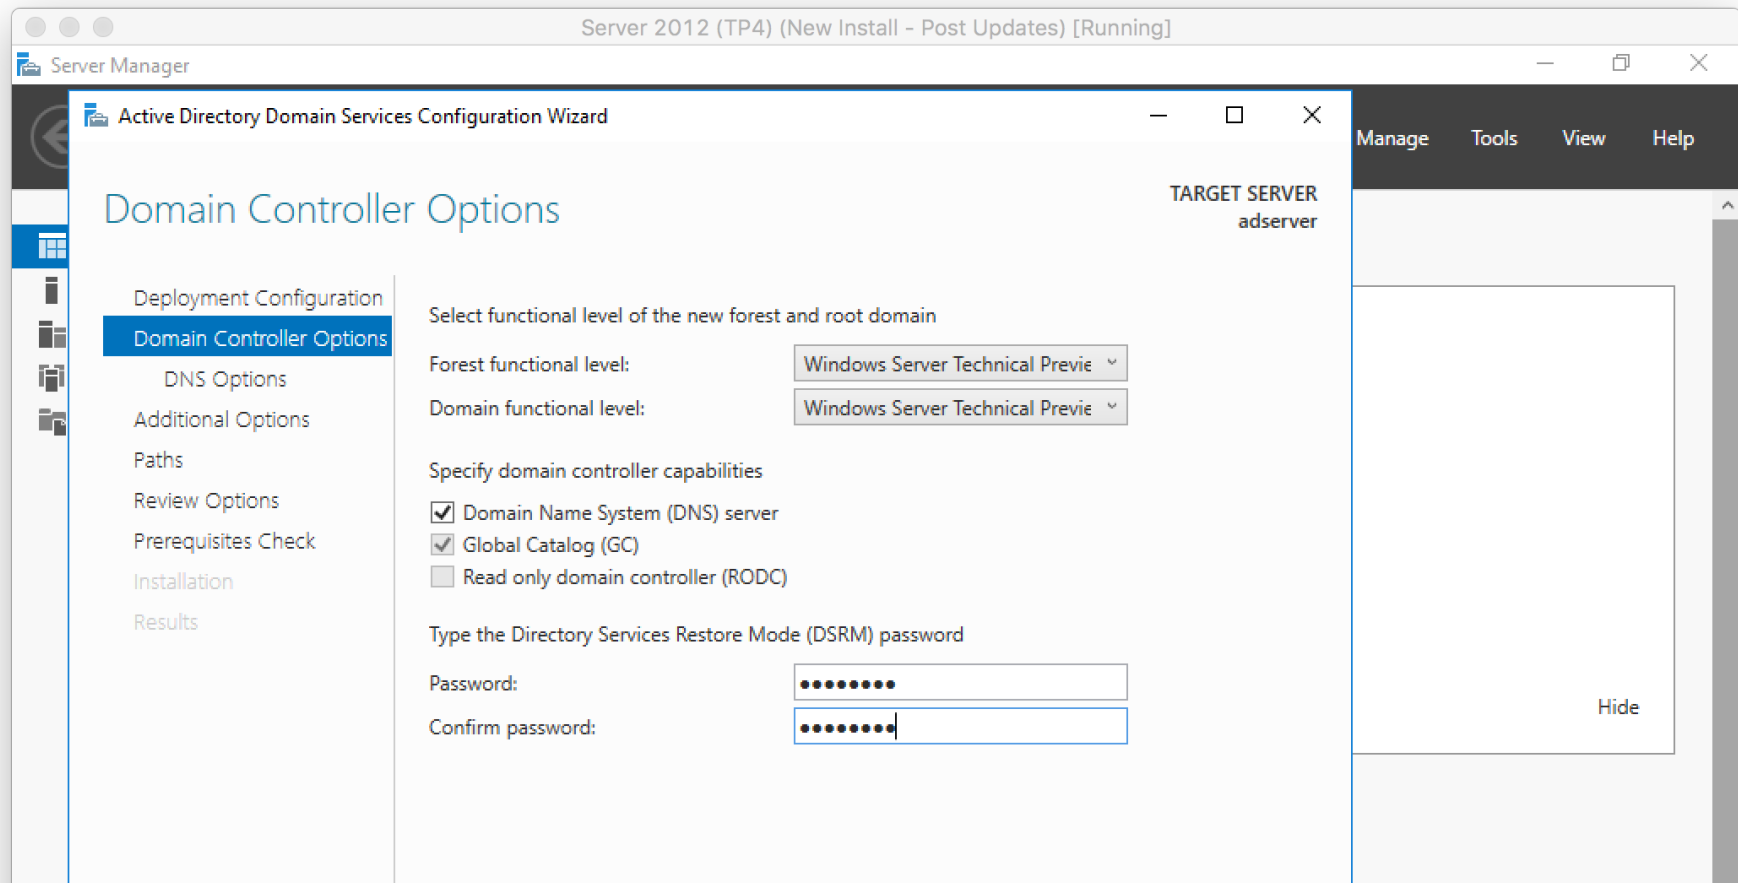 Server 2012 (TP4) (New Install - Post Updates) [Running]
Server Manager
Active Directory Domain Services Configuration Wizard
Manage Tools View Help
Domain Controller Options
TARGET SERVER
adserver
Deployment Configuration
Domain Controller Options
DNS Options
Additional Options
Paths
Review Options
Prerequisites Check
Installation
Results
Select functional level of the new forest and root domain
Forest functional level: Windows Server Technical Previe
Domain functional level: Windows Server Technical Previe
Specify domain controller capabilities
Domain Name System (DNS) server
Global Catalog (GC)
Read only domain controller (RODC)
Type the Directory Services Restore Mode (DSRM) password
Password: ••••••••
Confirm password: ••••••••
Hide